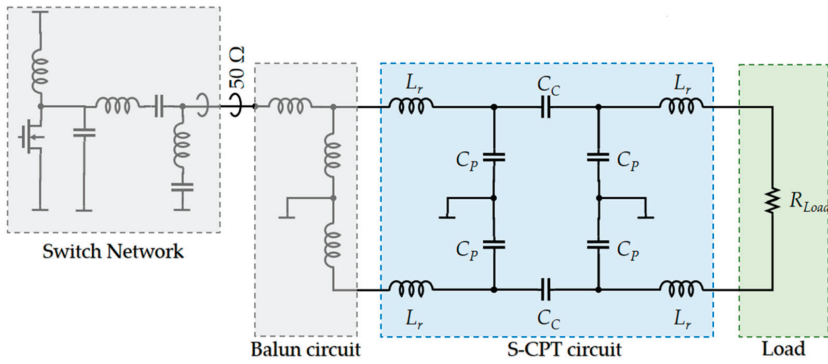 50 Ω
L_r
C_C
L_r
C_P
C_P
R_Load
C_P
C_P
L_r
C_C
L_r
Switch Network
Balun circuit
S-CPT circuit
Load